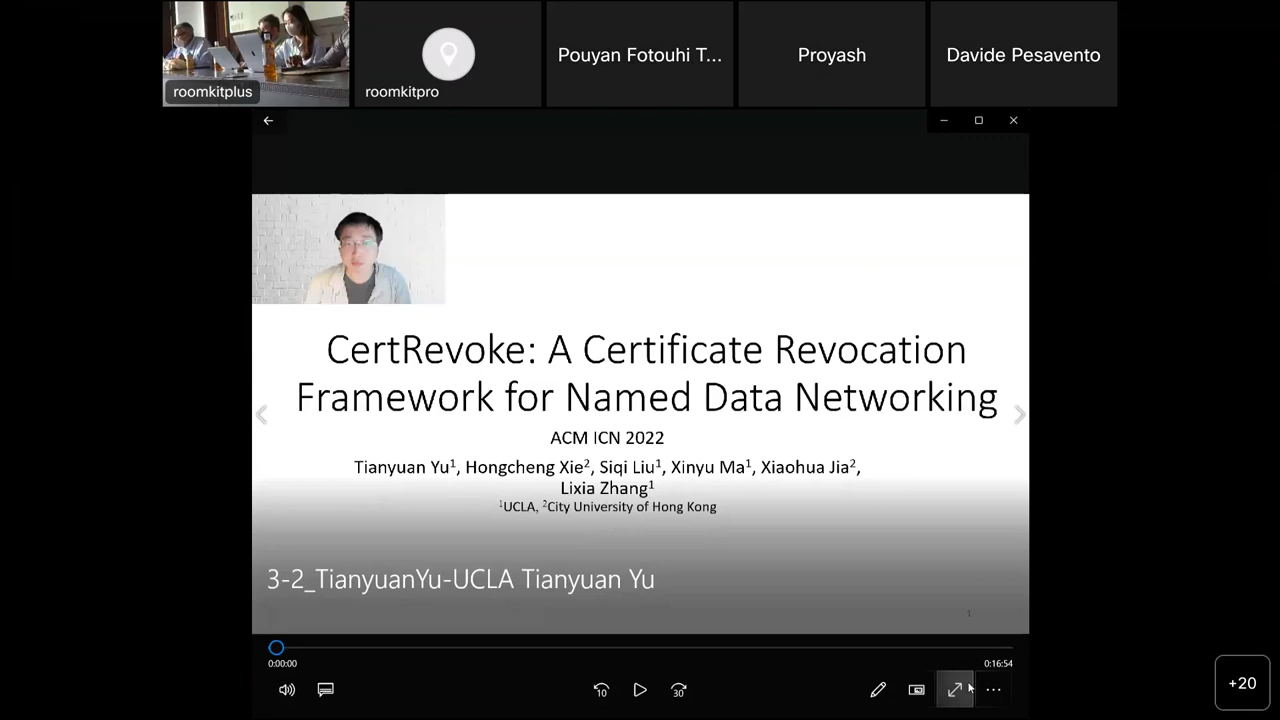 roomkitplus
roomkitpro
Pouyan Fotouhi T...
Proyash
Davide Pesavento
CertRevoke: A Certificate Revocation
Framework for Named Data Networking
ACM ICN 2022
Tianyuan Yu¹, Hongcheng Xie², Siqi Liu¹, Xinyu Ma¹, Xiaohua Jia²,
Lixia Zhang¹
¹UCLA, ²City University of Hong Kong
3-2_TianyuanYu-UCLA Tianyuan Yu
1
0:00:00
0:16:54
10
30
+20